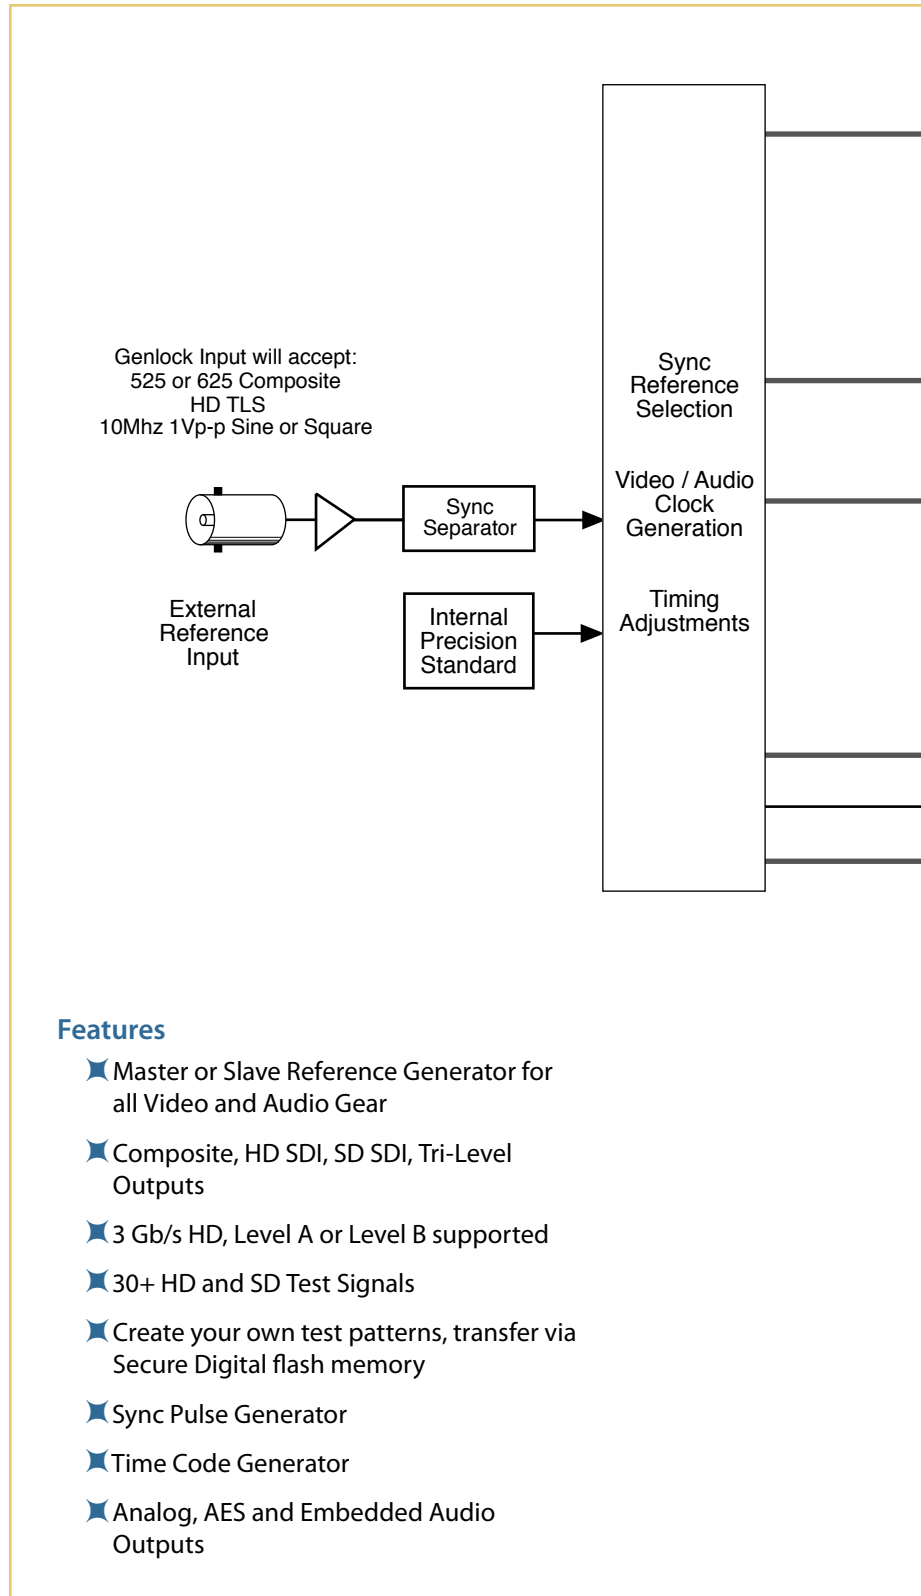 Genlock Input will accept:
525 or 625 Composite
HD TLS
10Mhz 1Vp-p Sine or Square
Sync
Reference
Selection
Video / Audio
Clock
Generation
Timing
Adjustments
Sync
Separator
External
Reference
Input
Internal
Precision
Standard
Features
Master or Slave Reference Generator for
all Video and Audio Gear
Composite, HD SDI, SD SDI, Tri-Level
Outputs
3 Gb/s HD, Level A or Level B supported
30+ HD and SD Test Signals
Create your own test patterns, transfer via
Secure Digital flash memory
Sync Pulse Generator
Time Code Generator
Analog, AES and Embedded Audio
Outputs